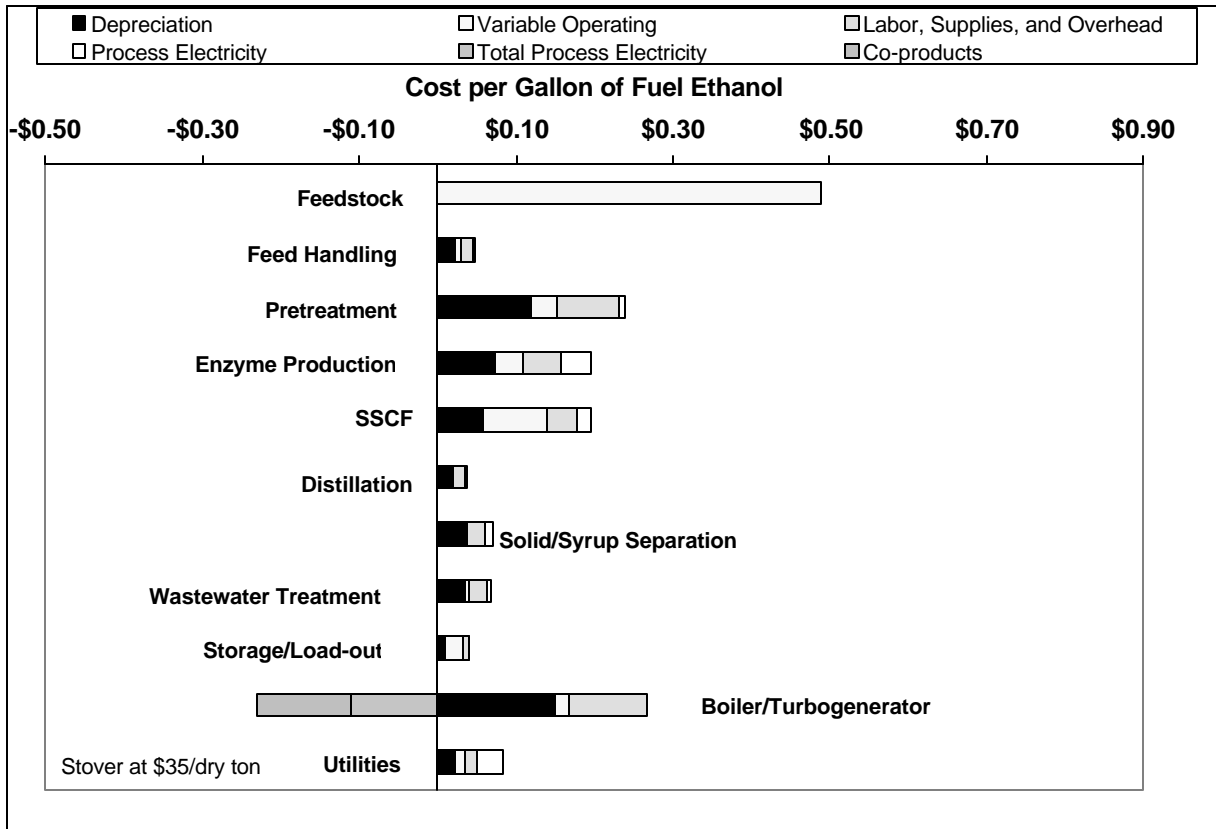 Depreciation Variable Operating Labor, Supplies, and Overhead
Process Electricity Total Process Electricity Co-products
Cost per Gallon of Fuel Ethanol
-$0.50 -$0.30 -$0.10 $0.10 $0.30 $0.50 $0.70 $0.90
Feedstock
Feed Handling
Pretreatment
Enzyme Production
SSCF
Distillation
Solid/Syrup Separation
Wastewater Treatment
Storage/Load-out
Boiler/Turbogenerator
Stover at $35/dry ton Utilities